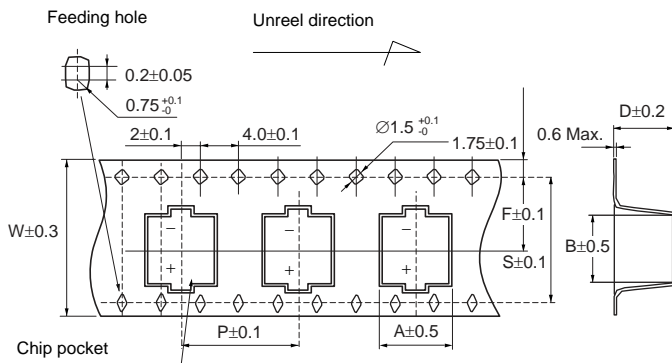 Feeding hole
Unreel direction
0.2±0.05
0.75 +0.1 -0
2±0.1
4.0±0.1
∅1.5 +0.1 -0
1.75±0.1
0.6 Max.
D±0.2
W±0.3
F±0.1
B±0.5
S±0.1
− − −
+ + +
P±0.1
A±0.5
Chip pocket